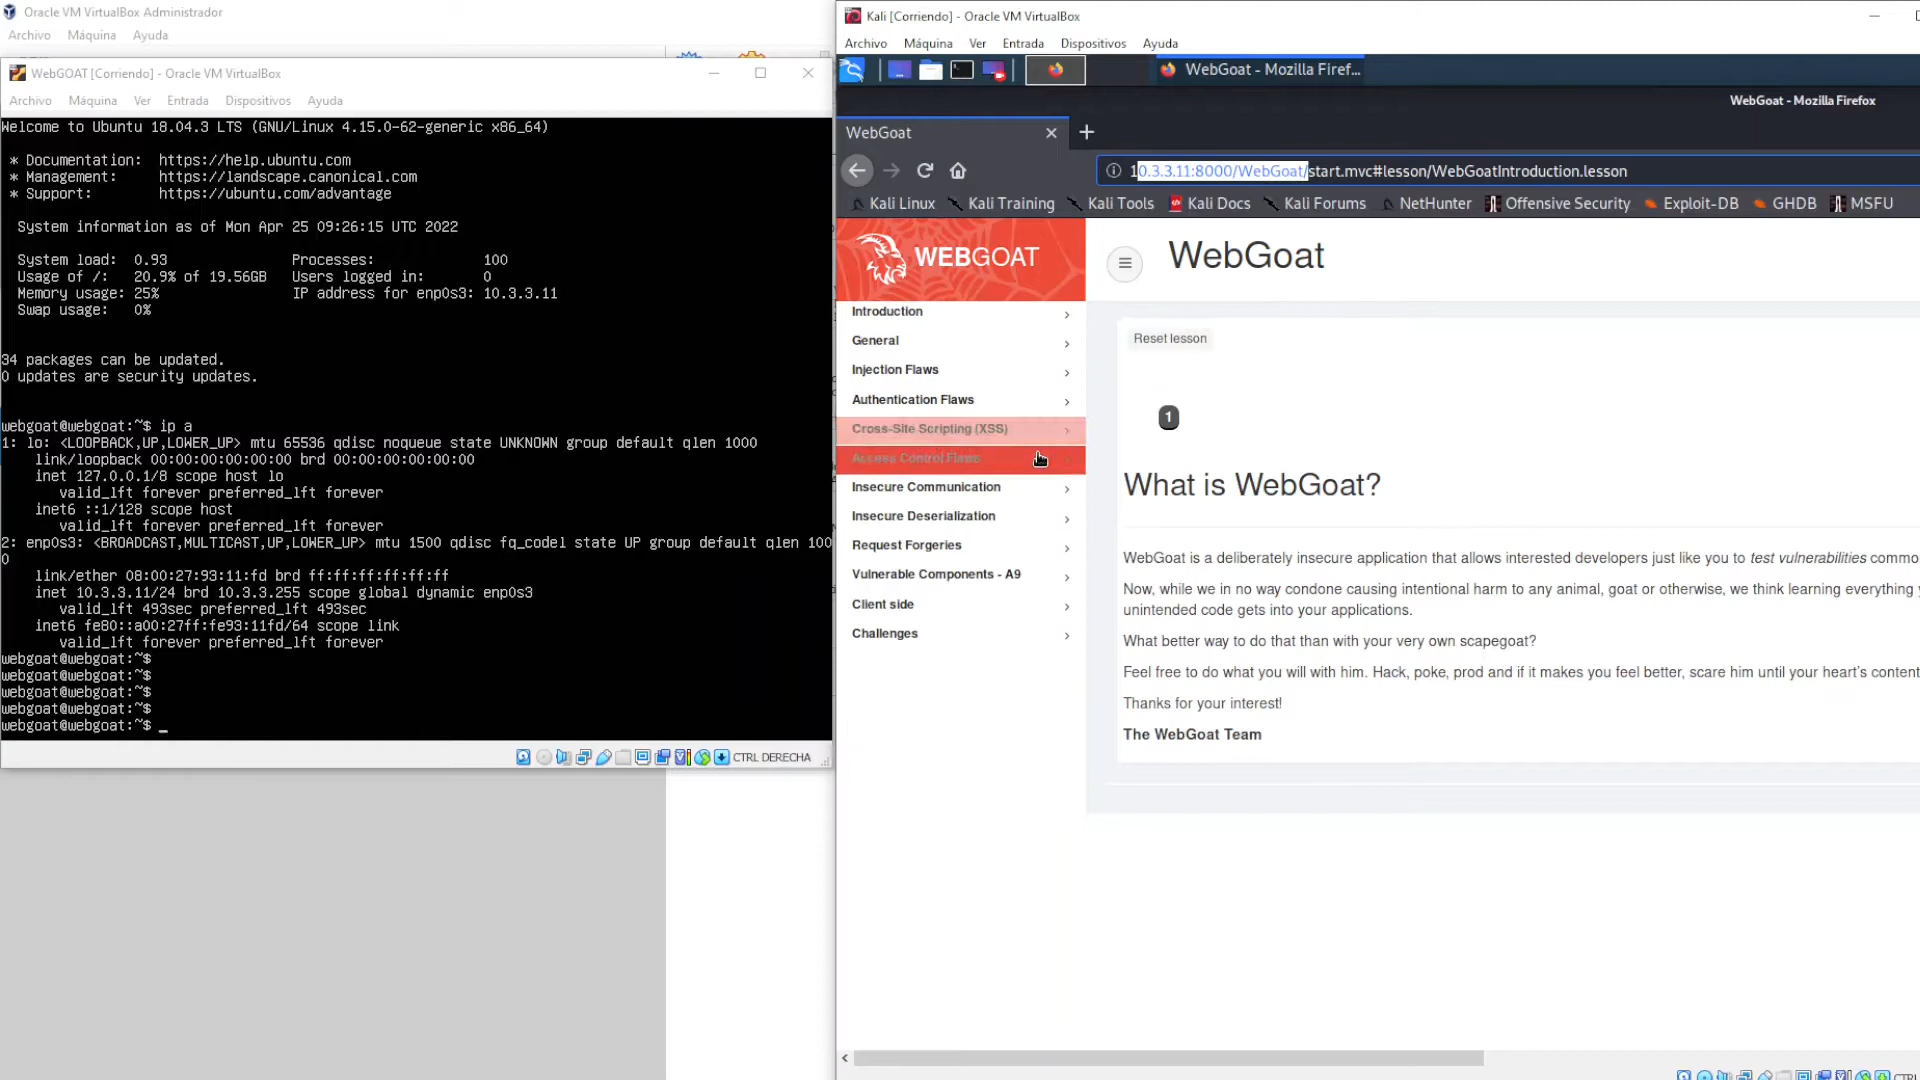 Oracle VM VirtualBox Administrador
Archivo Máquina Ayuda
WebGOAT [Corriendo] - Oracle VM VirtualBox
Archivo Máquina Ver Entrada Dispositivos Ayuda
Welcome to Ubuntu 18.04.3 LTS (GNU/Linux 4.15.0-62-generic x86_64)
* Documentation: https://help.ubuntu.com
* Management: https://landscape.canonical.com
* Support: https://ubuntu.com/advantage
System information as of Mon Apr 25 09:26:15 UTC 2022
System load: 0.93 Processes: 100
Usage of /: 20.9% of 19.56GB Users logged in: 0
Memory usage: 25% IP address for enp0s3: 10.3.3.11
Swap usage: 0%
34 packages can be updated.
0 updates are security updates.
webgoat@webgoat:~$ ip a
1: lo: <LOOPBACK,UP,LOWER_UP> mtu 65536 qdisc noqueue state UNKNOWN group default qlen 1000
link/loopback 00:00:00:00:00:00 brd 00:00:00:00:00:00
inet 127.0.0.1/8 scope host lo
valid_lft forever preferred_lft forever
inet6 ::1/128 scope host
valid_lft forever preferred_lft forever
2: enp0s3: <BROADCAST,MULTICAST,UP,LOWER_UP> mtu 1500 qdisc fq_codel state UP group default qlen 100
0
link/ether 08:00:27:93:11:fd brd ff:ff:ff:ff:ff:ff
inet 10.3.3.11/24 brd 10.3.3.255 scope global dynamic enp0s3
valid_lft 493sec preferred_lft 493sec
inet6 fe80::a00:27ff:fe93:11fd/64 scope link
valid_lft forever preferred_lft forever
webgoat@webgoat:~$
webgoat@webgoat:~$
webgoat@webgoat:~$
webgoat@webgoat:~$
webgoat@webgoat:~$ _
CTRL DERECHA
Kali [Corriendo] - Oracle VM VirtualBox
Archivo Máquina Ver Entrada Dispositivos Ayuda
WebGoat - Mozilla Firef...
WebGoat - Mozilla Firefox
WebGoat
10.3.3.11:8000/WebGoat/start.mvc#lesson/WebGoatIntroduction.lesson
Kali Linux Kali Training Kali Tools Kali Docs Kali Forums NetHunter Offensive Security Exploit-DB GHDB MSFU
WEBGOAT
Introduction
General
Injection Flaws
Authentication Flaws
Cross-Site Scripting (XSS)
Access Control Flaws
Insecure Communication
Insecure Deserialization
Request Forgeries
Vulnerable Components - A9
Client side
Challenges
WebGoat
Reset lesson
1
What is WebGoat?
WebGoat is a deliberately insecure application that allows interested developers just like you to test vulnerabilities commo
Now, while we in no way condone causing intentional harm to any animal, goat or otherwise, we think learning everything
unintended code gets into your applications.
What better way to do that than with your very own scapegoat?
Feel free to do what you will with him. Hack, poke, prod and if it makes you feel better, scare him until your heart's content
Thanks for your interest!
The WebGoat Team